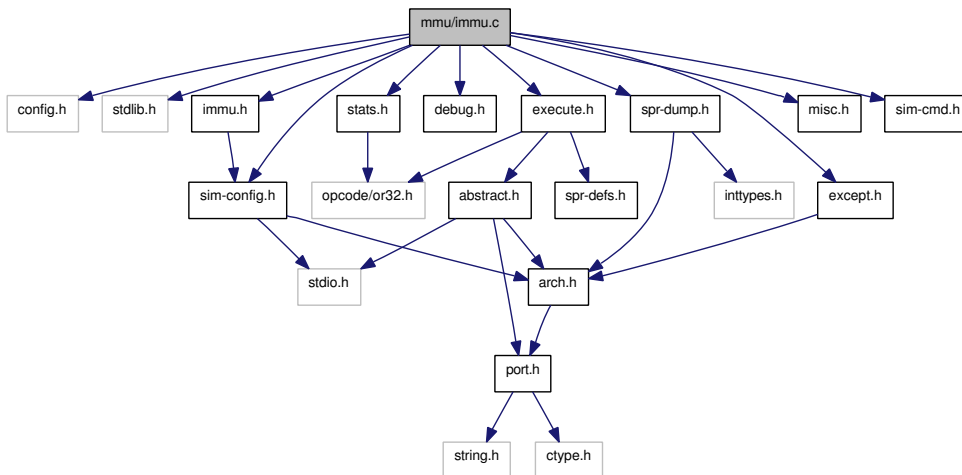 mmu/immu.c
config.h
stdlib.h
immu.h
stats.h
debug.h
execute.h
spr-dump.h
misc.h
sim-cmd.h
sim-config.h
opcode/or32.h
abstract.h
spr-defs.h
inttypes.h
except.h
stdio.h
arch.h
port.h
string.h
ctype.h